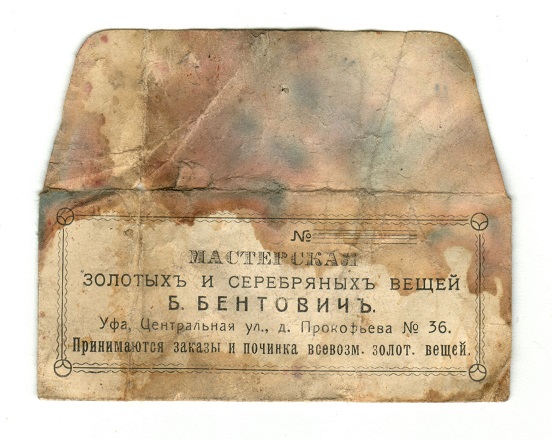 №
МАСТЕРСКАЯ
ЗОЛОТЫХЪ И СЕРЕБРЯНЫХЪ ВЕЩЕЙ
Б. БЕНТОВИЧЪ.
Уфа, Центральная ул., д. Прокофьева № 36.
Принимаются заказы и починка всевозм. золот. вещей.